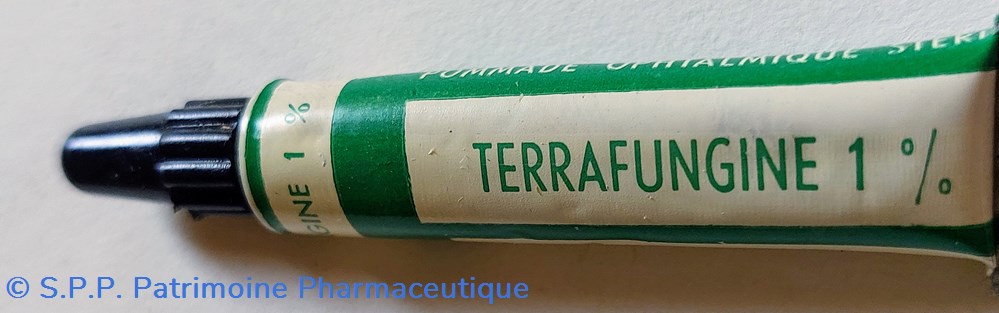 POMMADE OPHTALMIQUE
TERRAFUNGINE 1 %
GINE 1 %
© S.P.P. Patrimoine Pharmaceutique